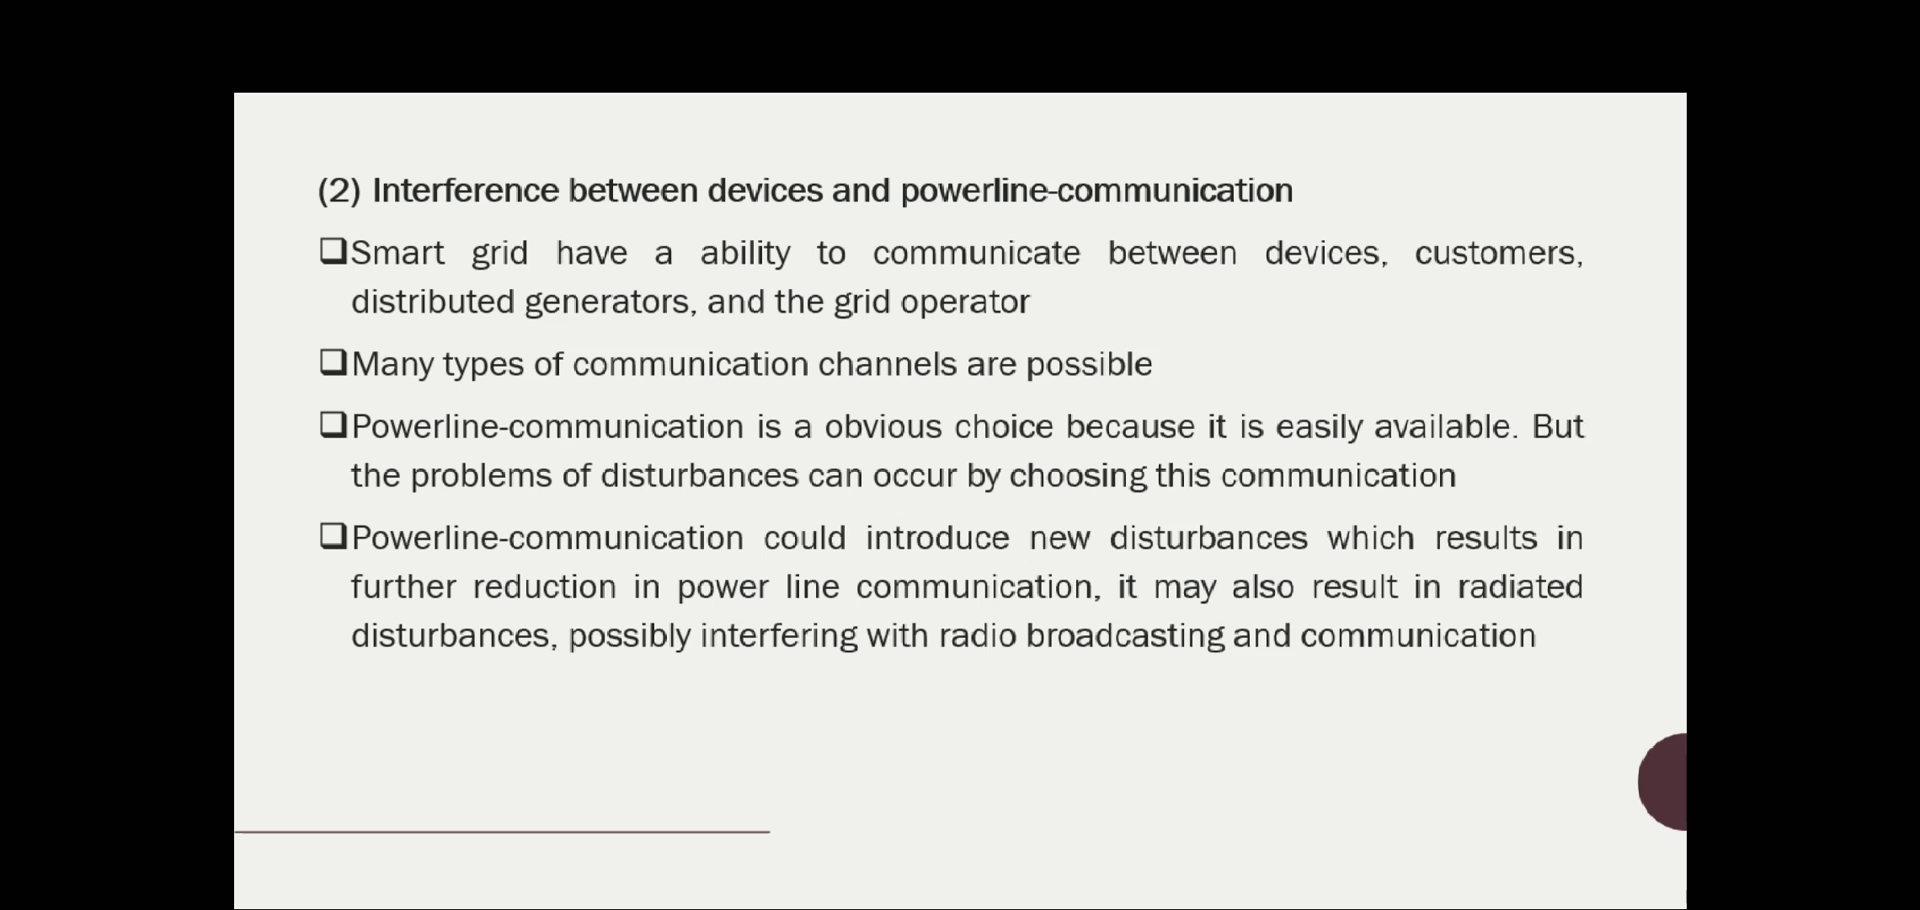 (2) Interference between devices and powerline-communication
❑Smart grid have a ability to communicate between devices, customers,
distributed generators, and the grid operator
❑Many types of communication channels are possible
❑Powerline-communication is a obvious choice because it is easily available. But
the problems of disturbances can occur by choosing this communication
❑Powerline-communication could introduce new disturbances which results in
further reduction in power line communication, it may also result in radiated
disturbances, possibly interfering with radio broadcasting and communication